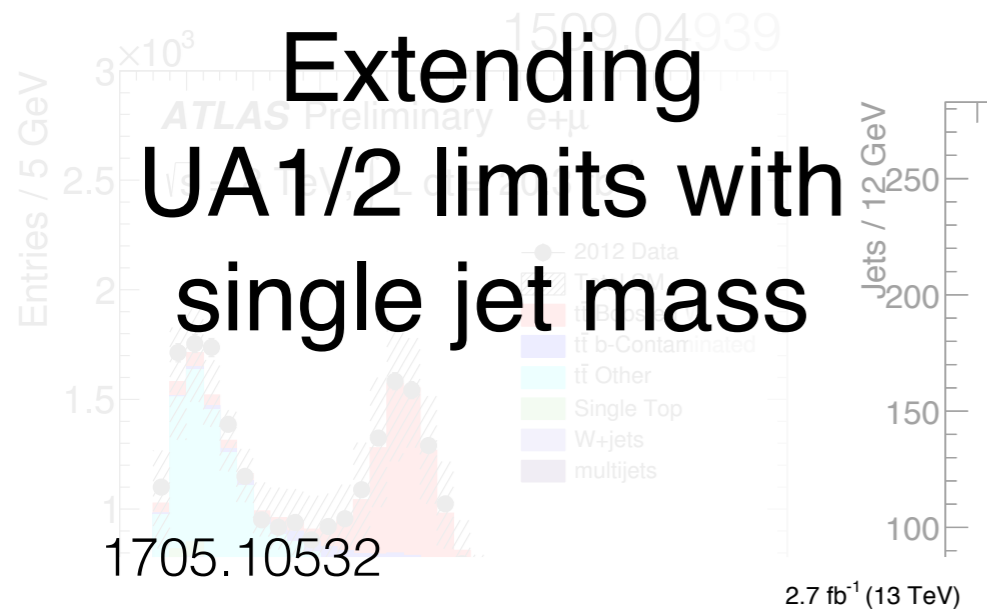 1509.04939
Extending
UA1/2 limits with
single jet mass
×10³
3
2.5
2
1.5
1
Entries / 5 GeV
ATLAS Preliminary e+μ
2012 Data
tt̄ b-Contaminated
tt̄ Other
Single Top
W+jets
multijets
1705.10532
Jets / 12 GeV
250
200
150
100
2.7 fb⁻¹ (13 TeV)